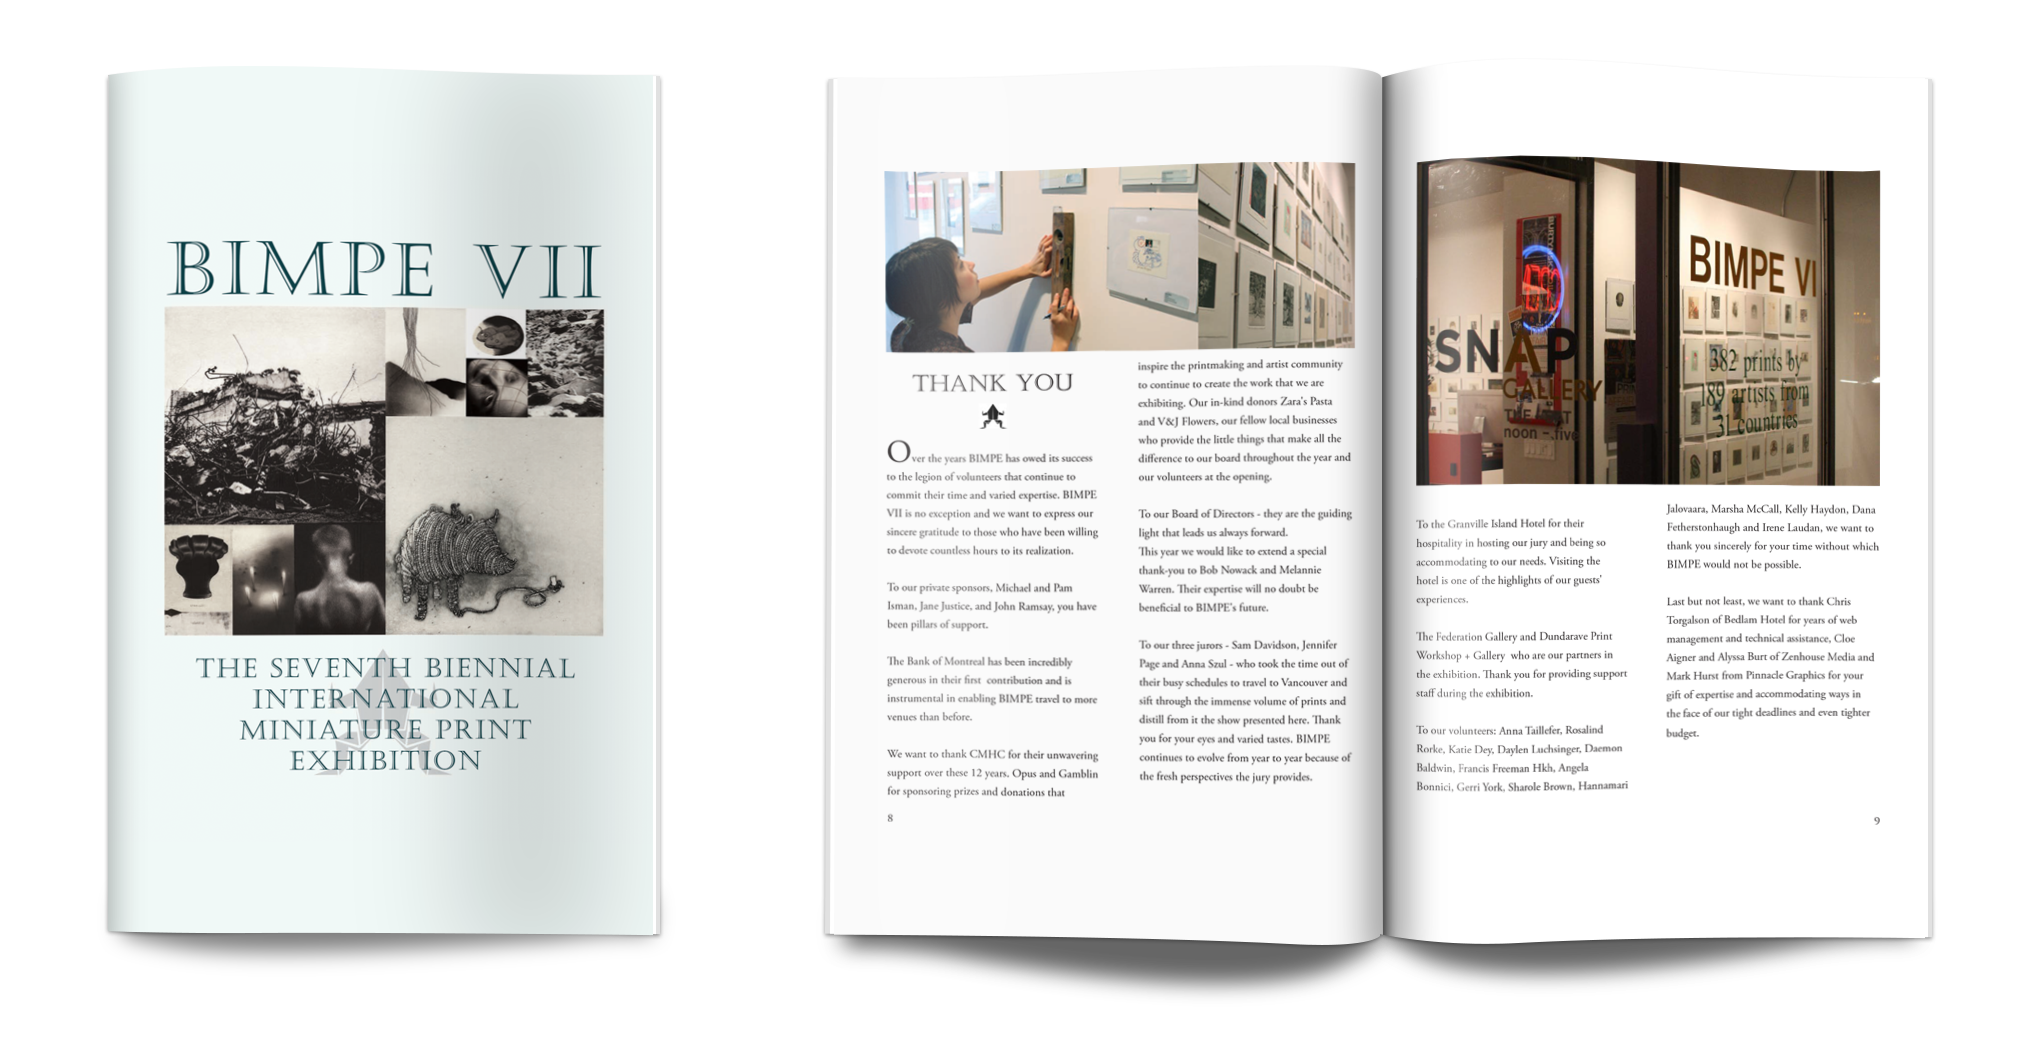 BIMPE VII
THE SEVENTH BIENNIAL
INTERNATIONAL
MINIATURE PRINT
EXHIBITION
THANK YOU
Over the years BIMPE has owed its success
to the legion of volunteers that continue to
commit their time and varied expertise. BIMPE
VII is no exception and we want to express our
sincere gratitude to those who have been willing
to devote countless hours to its realization.
To our private sponsors, Michael and Pam
Isman, Jane Justice, and John Ramsay, you have
been pillars of support.
The Bank of Montreal has been incredibly
generous in their first contribution and is
instrumental in enabling BIMPE travel to more
venues than before.
We want to thank CMHC for their unwavering
support over these 12 years. Opus and Gamblin
for sponsoring prizes and donations that
8
inspire the printmaking and artist community
to continue to create the work that we are
exhibiting. Our in-kind donors Zara's Pasta
and V&J Flowers, our fellow local businesses
who provide the little things that make all the
difference to our board throughout the year and
our volunteers at the opening.
To our Board of Directors - they are the guiding
light that leads us always forward.
This year we would like to extend a special
thank-you to Bob Nowack and Melannie
Warren. Their expertise will no doubt be
beneficial to BIMPE's future.
To our three jurors - Sam Davidson, Jennifer
Page and Anna Szul - who took the time out of
their busy schedules to travel to Vancouver and
sift through the immense volume of prints and
distill from it the show presented here. Thank
you for your eyes and varied tastes. BIMPE
continues to evolve from year to year because of
the fresh perspectives the jury provides.
SNAP
GALLERY
noon - five
BIMPE VI
382 prints by
189 artists from
31 countries
To the Granville Island Hotel for their
hospitality in hosting our jury and being so
accommodating to our needs. Visiting the
hotel is one of the highlights of our guests'
experiences.
The Federation Gallery and Dundarave Print
Workshop + Gallery who are our partners in
the exhibition. Thank you for providing support
staff during the exhibition.
To our volunteers: Anna Taillefer, Rosalind
Rorke, Katie Dey, Daylen Luchsinger, Daemon
Baldwin, Francis Freeman Hkh, Angela
Bonnici, Gerri York, Sharole Brown, Hannamari
Jalovaara, Marsha McCall, Kelly Haydon, Dana
Fetherstonhaugh and Irene Laudan, we want to
thank you sincerely for your time without which
BIMPE would not be possible.
Last but not least, we want to thank Chris
Torgalson of Bedlam Hotel for years of web
management and technical assistance, Cloe
Aigner and Alyssa Burt of Zenhouse Media and
Mark Hurst from Pinnacle Graphics for your
gift of expertise and accommodating ways in
the face of our tight deadlines and even tighter
budget.
9